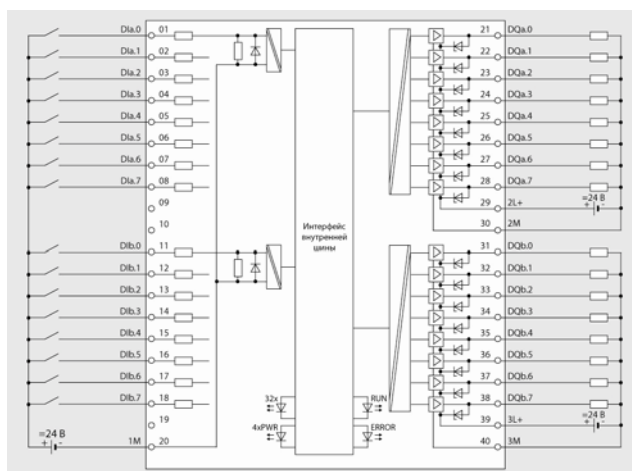 DIa.0 01
DIa.1 02
DIa.2 03
DIa.3 04
DIa.4 05
DIa.5 06
DIa.6 07
DIa.7 08
09
10
DIb.0 11
DIb.1 12
DIb.2 13
DIb.3 14
DIb.4 15
DIb.5 16
DIb.6 17
DIb.7 18
19
=24 В
+ -
1M 20
Интерфейс
внутренней
шины
32x
RUN
4xPWR
ERROR
21 DQa.0
22 DQa.1
23 DQa.2
24 DQa.3
25 DQa.4
26 DQa.5
27 DQa.6
28 DQa.7
29 2L+
=24 В
+ -
30 2M
31 DQb.0
32 DQb.1
33 DQb.2
34 DQb.3
35 DQb.4
36 DQb.5
37 DQb.6
38 DQb.7
39 3L+
=24 В
+ -
40 3M